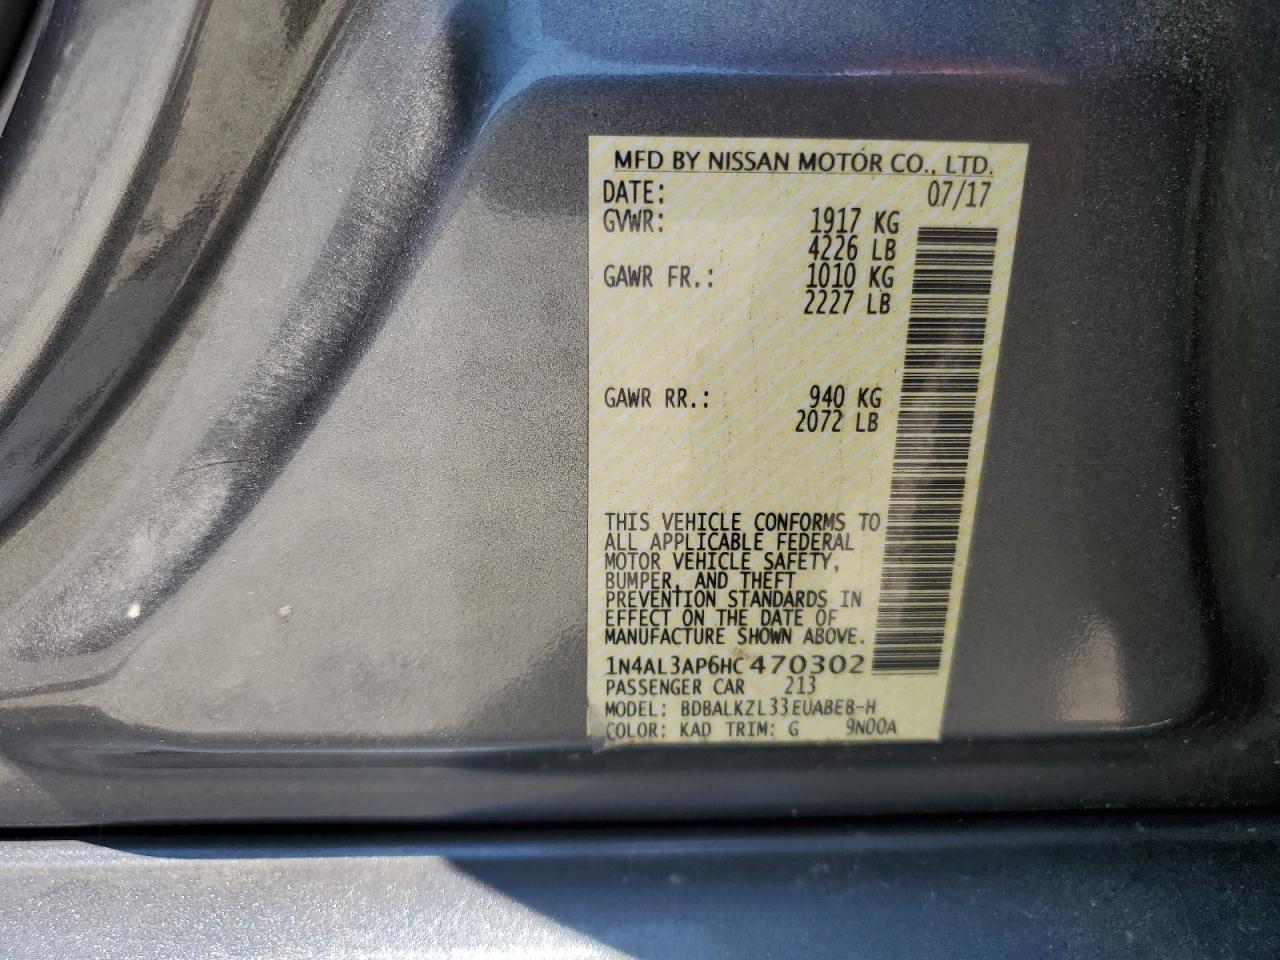 MFD BY NISSAN MOTOR CO., LTD.
DATE: 07/17
GVWR: 1917 KG
4226 LB
GAWR FR.: 1010 KG
2227 LB
GAWR RR.: 940 KG
2072 LB
THIS VEHICLE CONFORMS TO
ALL APPLICABLE FEDERAL
MOTOR VEHICLE SAFETY,
BUMPER, AND THEFT
PREVENTION STANDARDS IN
EFFECT ON THE DATE OF
MANUFACTURE SHOWN ABOVE.
1N4AL3AP6HC470302
PASSENGER CAR 213
MODEL: BDBALKZL33EUABEB-H
COLOR: KAD TRIM: G 9N00A